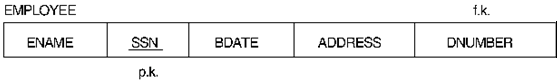 EMPLOYEE f.k.
ENAME SSN BDATE ADDRESS DNUMBER
p.k.